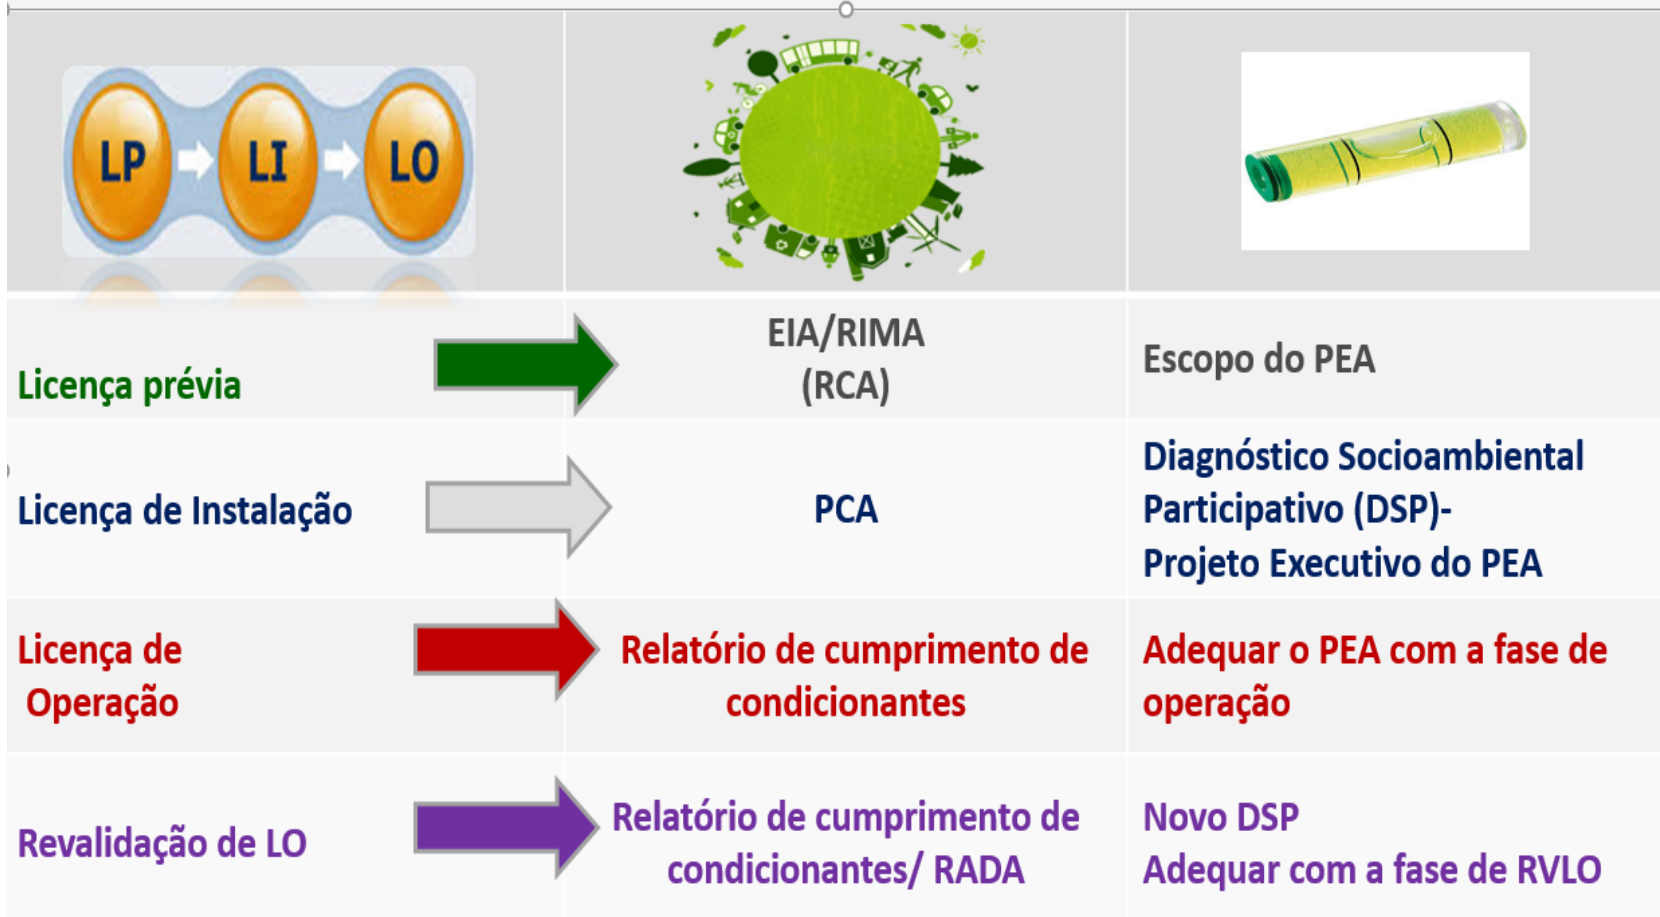 LP
LI
LO
Licença prévia
EIA/RIMA
(RCA)
Escopo do PEA
Licença de Instalação
PCA
Diagnóstico Socioambiental
Participativo (DSP)-
Projeto Executivo do PEA
Licença de
Operação
Relatório de cumprimento de
condicionantes
Adequar o PEA com a fase de
operação
Revalidação de LO
Relatório de cumprimento de
condicionantes/ RADA
Novo DSP
Adequar com a fase de RVLO